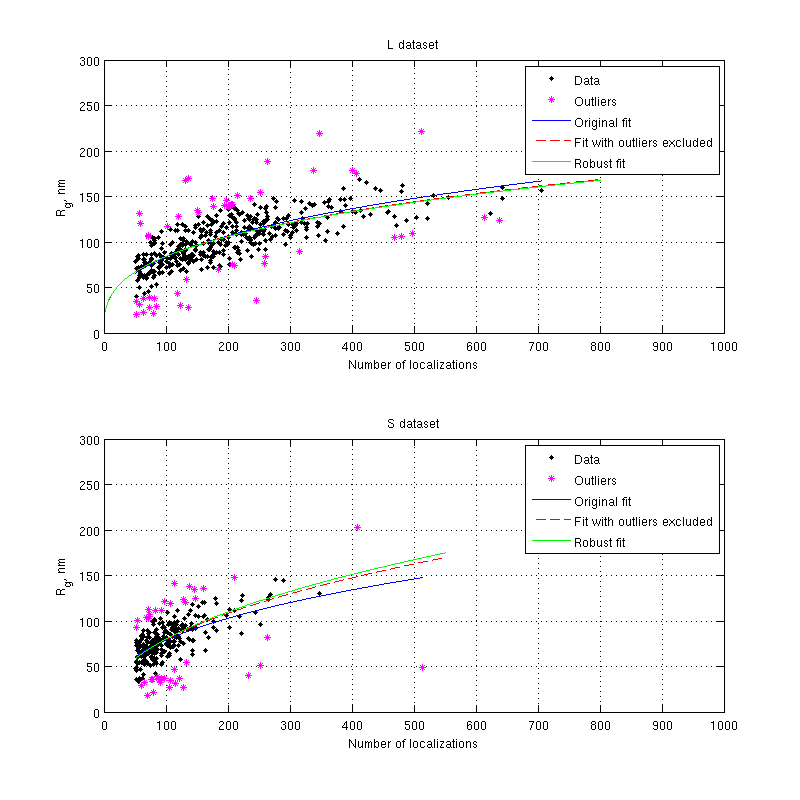 L dataset
300
250
200
150
100
50
0
Rg, nm
0 100 200 300 400 500 600 700 800 900 1000
Number of localizations
Data
Outliers
Original fit
Fit with outliers excluded
Robust fit
S dataset
300
250
200
150
100
50
0
Rg, nm
0 100 200 300 400 500 600 700 800 900 1000
Number of localizations
Data
Outliers
Original fit
Fit with outliers excluded
Robust fit